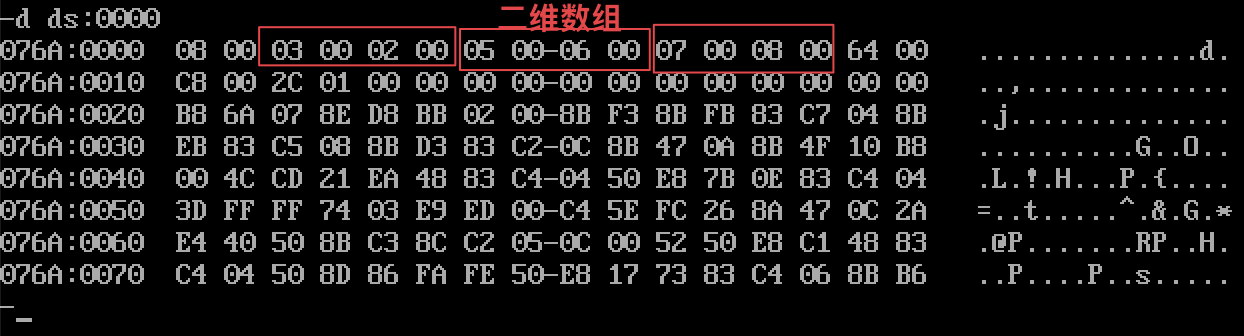 -d ds:0000
二维数组
076A:0000 08 00 03 00 02 00 05 00-06 00 07 00 08 00 64 00 ..............d.
076A:0010 C8 00 2C 01 00 00 00 00-00 00 00 00 00 00 00 00 ..,.............
076A:0020 B8 6A 07 8E D8 BB 02 00-8B F3 8B FB 83 C7 04 8B .j..............
076A:0030 EB 83 C5 08 8B D3 83 C2-0C 8B 47 0A 8B 4F 10 B8 ..........G..O..
076A:0040 00 4C CD 21 EA 48 83 C4-04 50 E8 7B 0E 83 C4 04 .L.!.H...P.{....
076A:0050 3D FF FF 74 03 E9 ED 00-C4 5E FC 26 8A 47 0C 2A =..t.....^.&.G.*
076A:0060 E4 40 50 8B C3 8C C2 05-0C 00 52 50 E8 C1 48 83 .@P.......RP..H.
076A:0070 C4 04 50 8D 86 FA FE 50-E8 17 73 83 C4 06 8B B6 ..P....P..s.....
-